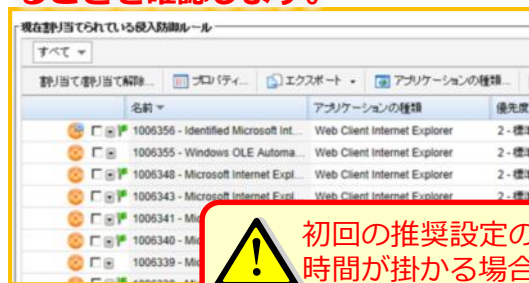 ることを確認します。
現在割り当てられている侵入防御ルール
すべて
割り当て/割り当て解除... プロパティ... エクスポート アプリケーションの種類...
名前 アプリケーションの種類 優先度
1006356 - Identified Microsoft Int... Web Client Internet Explorer 2 - 標準
1006355 - Windows OLE Automa... Web Client Internet Explorer 2 - 標準
1006348 - Microsoft Internet Expl... Web Client Internet Explorer 2 - 標準
1006343 - Microsoft Internet Expl... Web Client Internet Explorer 2 - 標準
1006341 - Mic
1006340 - Mic
1006339 - Mic
初回の推奨設定の
時間が掛かる場合